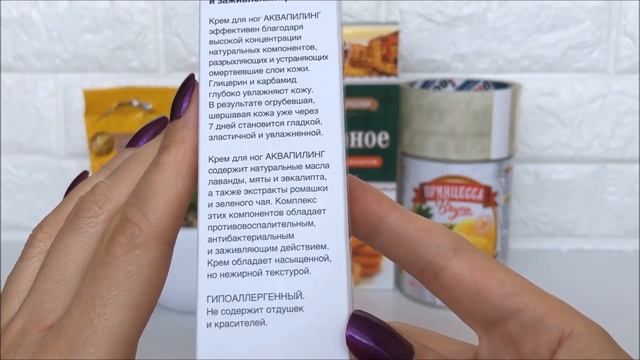 Крем для ног АКВАПИЛИНГ
эффективен благодаря
высокой концентрации
натуральных компонентов,
разрыхляющих и устраняющих
омертвевшие слои кожи.
Глицерин и карбамид
глубоко увлажняют кожу.
В результате огрубевшая,
шершавая кожа уже через
7 дней становится гладкой,
эластичной и увлажненной.
Крем для ног АКВАПИЛИНГ
содержит натуральные масла
лаванды, мяты и эвкалипта,
а также экстракты ромашки
и зеленого чая. Комплекс
этих компонентов обладает
противовоспалительным,
антибактериальным
и заживляющим действием.
Крем обладает насыщенной,
но нежирной текстурой.
ГИПОАЛЛЕРГЕННЫЙ.
Не содержит отдушек
и красителей.
ПРИНЦЕССА
Вкуса